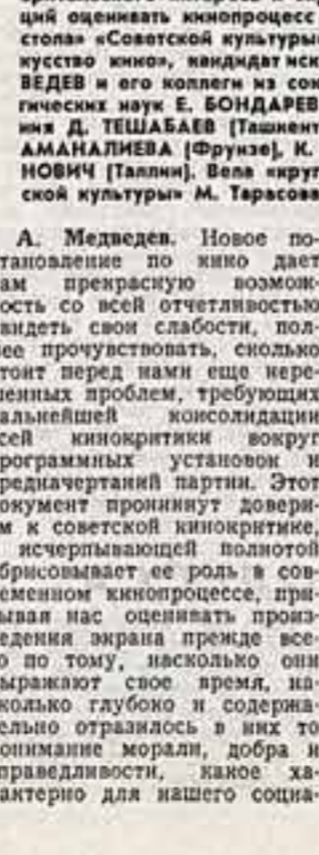 ций оценивать кинопроцесс
стола» «Советской культуры
кусство кино», кандидат иск
ВЕДЕВ и его коллеги из сою
гических наук Е. БОНДАРЕВ
ния Д. ТЕШАБАЕВ (Ташкент
АМАНАЛИЕВА (Фрунзе), К.
НОВИЧ (Таллин). Вела «круг
ской культуры» М. Тарасова
А. Медведев. Новое по-
тановление по кино дает
ам прекрасную возмож-
ость со всей отчетливостью
видеть свои слабости, пол-
ее прочувствовать, сколько
тоит перед нами еще нере-
енных проблем, требующих
альнейшей консолидации
сей кинокритики вокруг
рограммных установок и
редначертаний партии. Этот
окумент проникнут довери-
м к советской кинокритике,
исчерпывающей полнотой
брисовывает ее роль в сов-
еменном кинопроцессе, при-
ывая нас оценивать произ-
едения экрана прежде все-
о по тому, насколько они
ыражают свое время, на-
колько глубоко и содержа-
ельно отразилось в них то
онимание морали, добра и
праведливости, какое ха-
актерно для нашего социа-